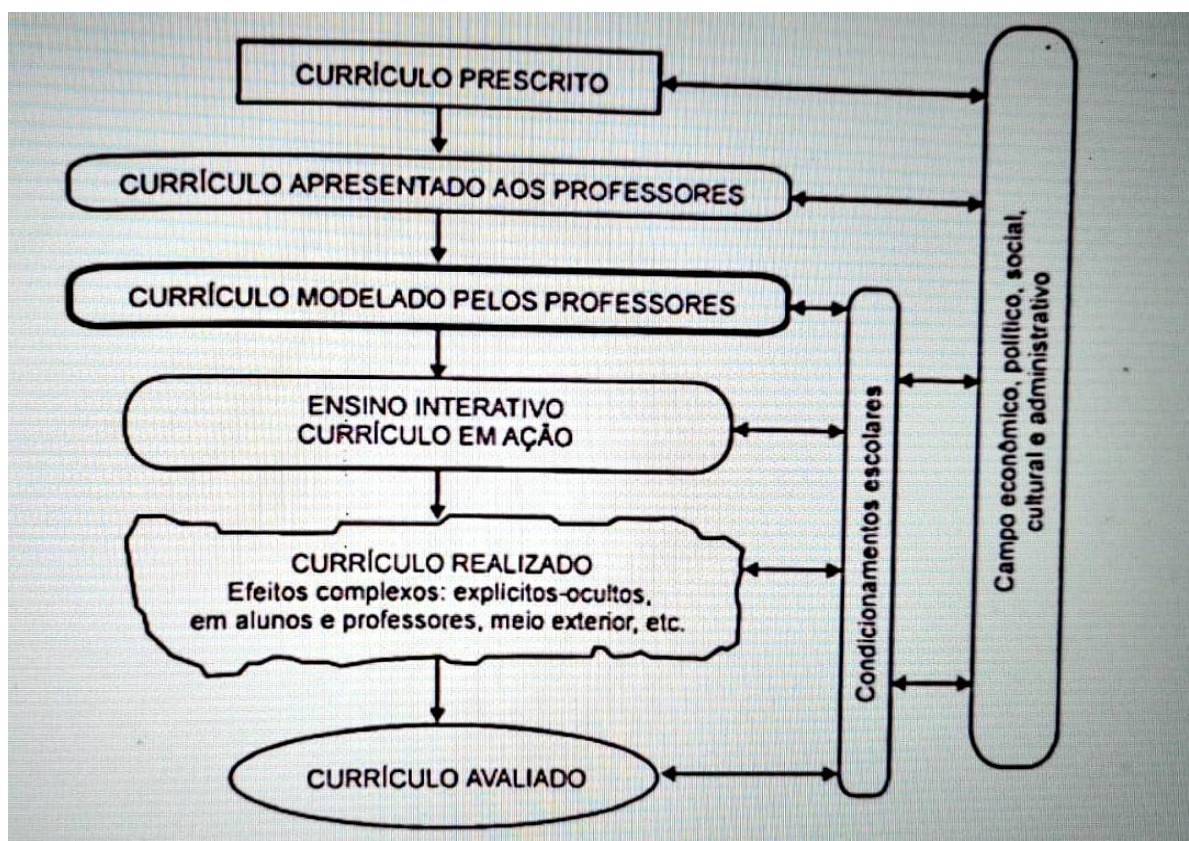 CURRÍCULO PRESCRITO
CURRÍCULO APRESENTADO AOS PROFESSORES
CURRÍCULO MODELADO PELOS PROFESSORES
ENSINO INTERATIVO
CURRÍCULO EM AÇÃO
CURRÍCULO REALIZADO
Efeitos complexos: explícitos-ocultos,
em alunos e professores, meio exterior, etc.
CURRÍCULO AVALIADO
Condicionamentos escolares
Campo econômico, político, social,
cultural e administrativo